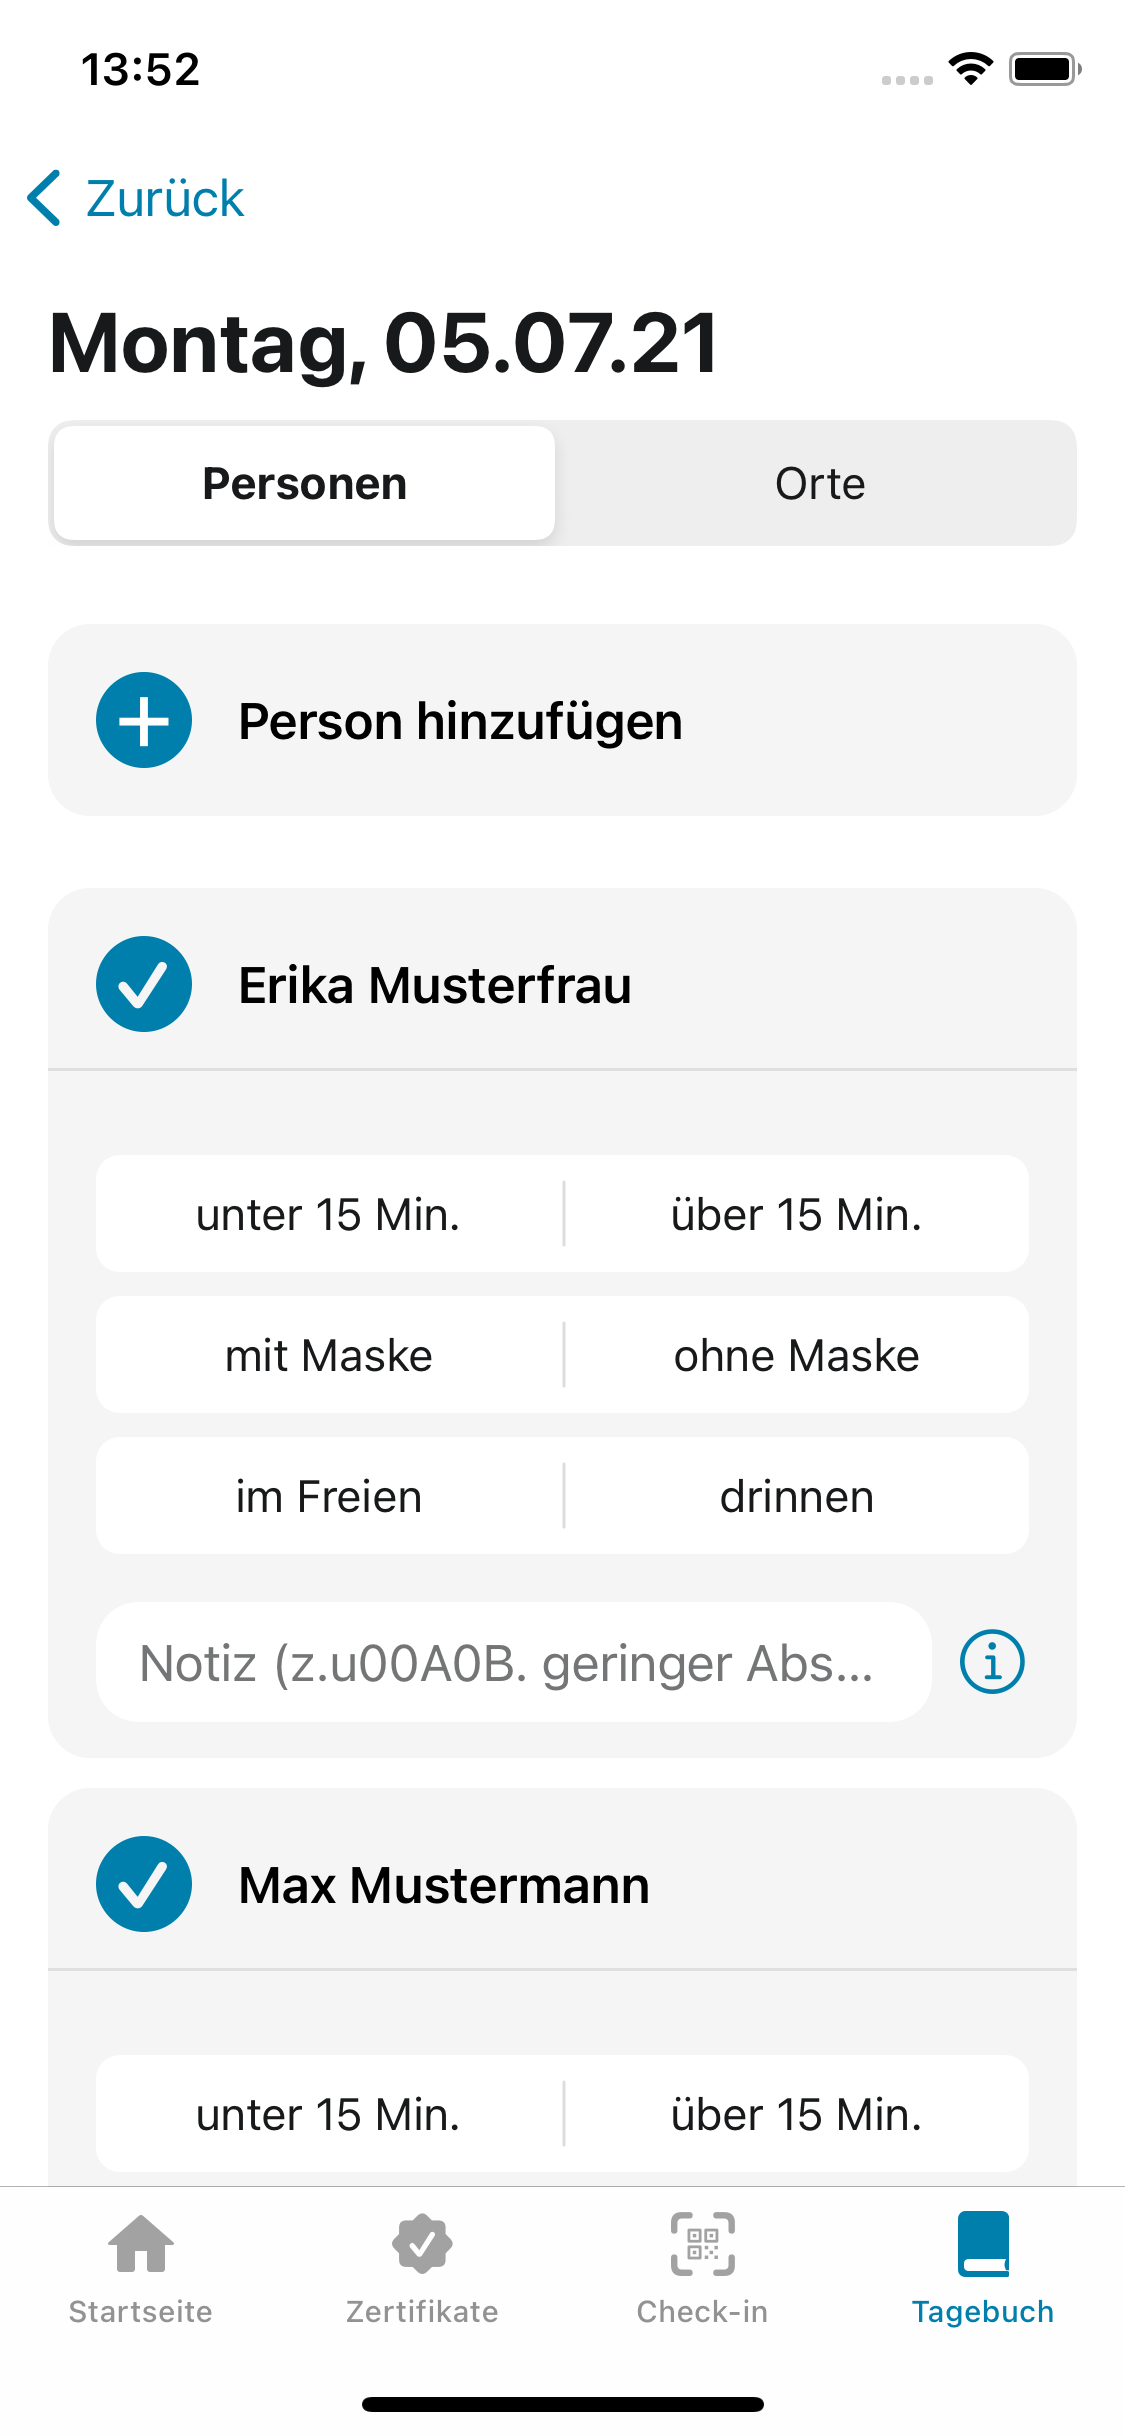 13:52
Zurück
Montag, 05.07.21
Personen Orte
Person hinzufügen
Erika Musterfrau
unter 15 Min. über 15 Min.
mit Maske ohne Maske
im Freien drinnen
Notiz (z.u00A0B. geringer Abs...
Max Mustermann
unter 15 Min. über 15 Min.
Startseite Zertifikate Check-in Tagebuch